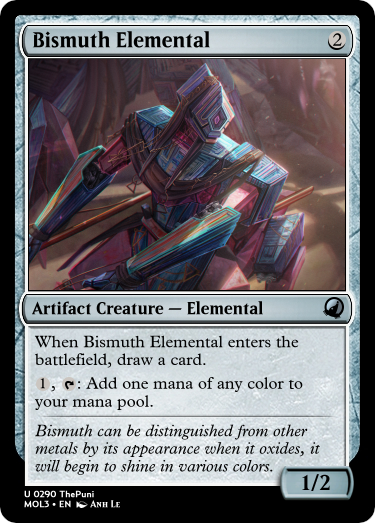 Bismuth Elemental 2
Artifact Creature — Elemental
When Bismuth Elemental enters the
battlefield, draw a card.
1, : Add one mana of any color to
your mana pool.
Bismuth can be distinguished from other
metals by its appearance when it oxides, it
will begin to shine in various colors.
1/2
U 0290 ThePuni
MOL3 • EN Anh Le